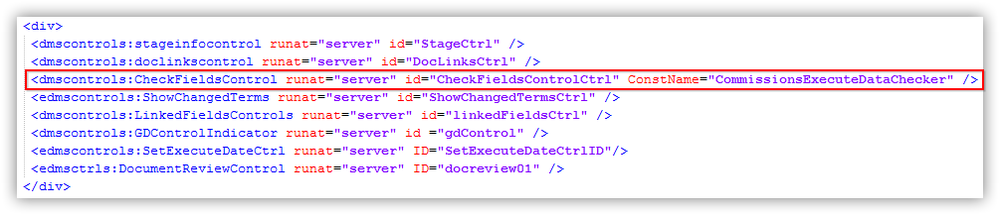 <div>
<dmscontrols:stageinfocontrol runat="server" id="StageCtrl" />
<dmscontrols:doclinkscontrol runat="server" id="DocLinksCtrl" />
<dmscontrols:CheckFieldsControl runat="server" id="CheckFieldsControlCtrl" ConstName="CommissionsExecuteDataChecker" />
<edmscontrols:ShowChangedTerms runat="server" id="ShowChangedTermsCtrl" />
<dmscontrols:LinkedFieldsControls runat="server" id="linkedFieldsCtrl" />
<dmscontrols:GDControlIndicator runat="server" id ="gdControl" />
<edmscontrols:SetExecuteDateCtrl runat="server" ID="SetExecuteDateCtrlID"/>
<edmsctrls:DocumentReviewControl runat="server" ID="docreview01" />
</div>